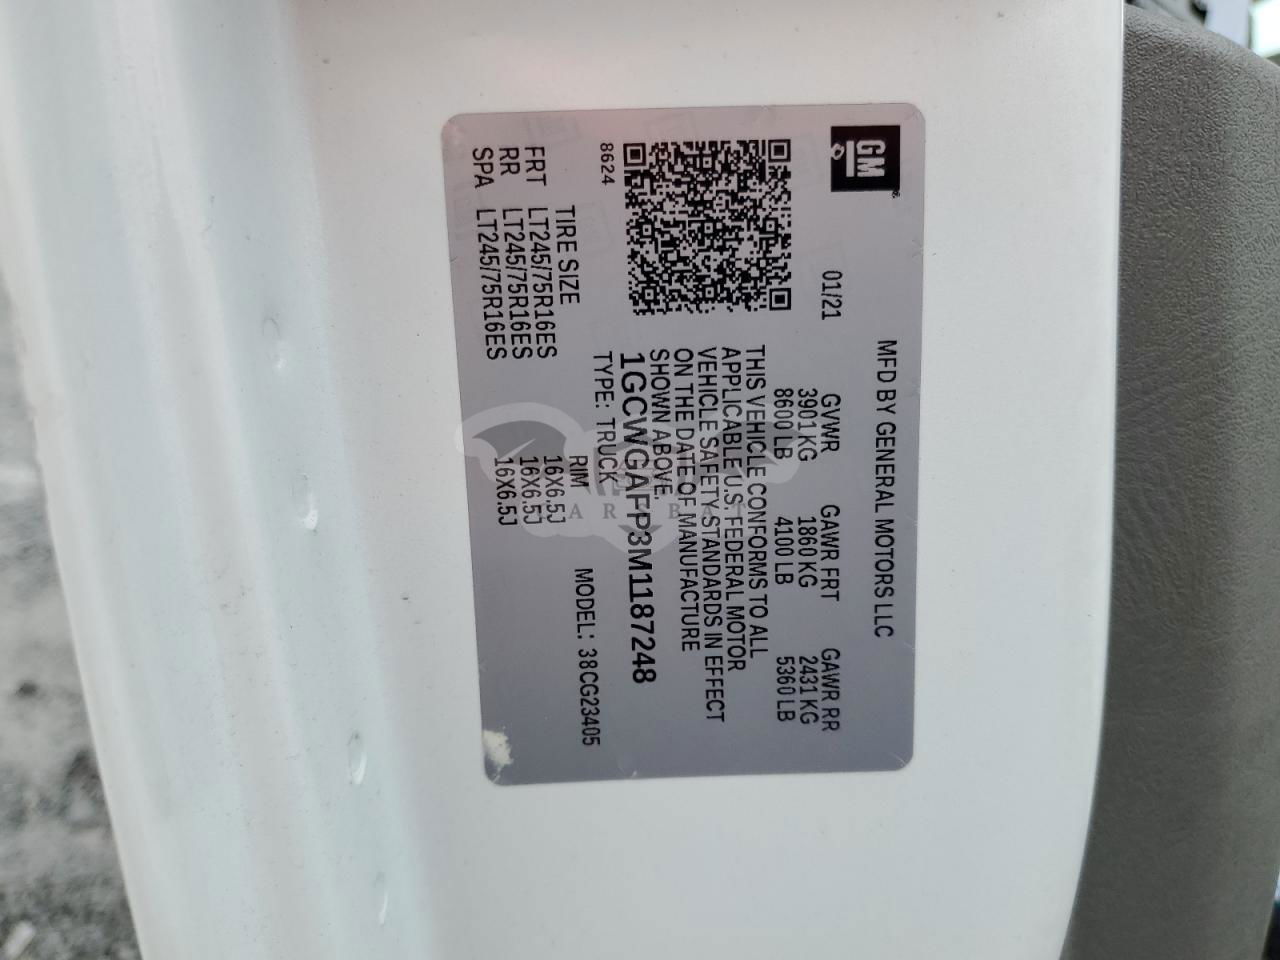 GM
MFD BY GENERAL MOTORS LLC
01/21 GVWR GAWR FRT GAWR RR
3901 KG 1860 KG 2431 KG
8600 LB 4100 LB 5360 LB
THIS VEHICLE CONFORMS TO ALL
APPLICABLE U.S. FEDERAL MOTOR
VEHICLE SAFETY STANDARDS IN EFFECT
ON THE DATE OF MANUFACTURE
SHOWN ABOVE.
1GCWGAFP3M1187248
8624 TYPE: TRUCK MODEL: 38CG23405
TIRE SIZE RIM
FRT LT245/75R16ES 16X6.5J
RR LT245/75R16ES 16X6.5J
SPA LT245/75R16ES 16X6.5J